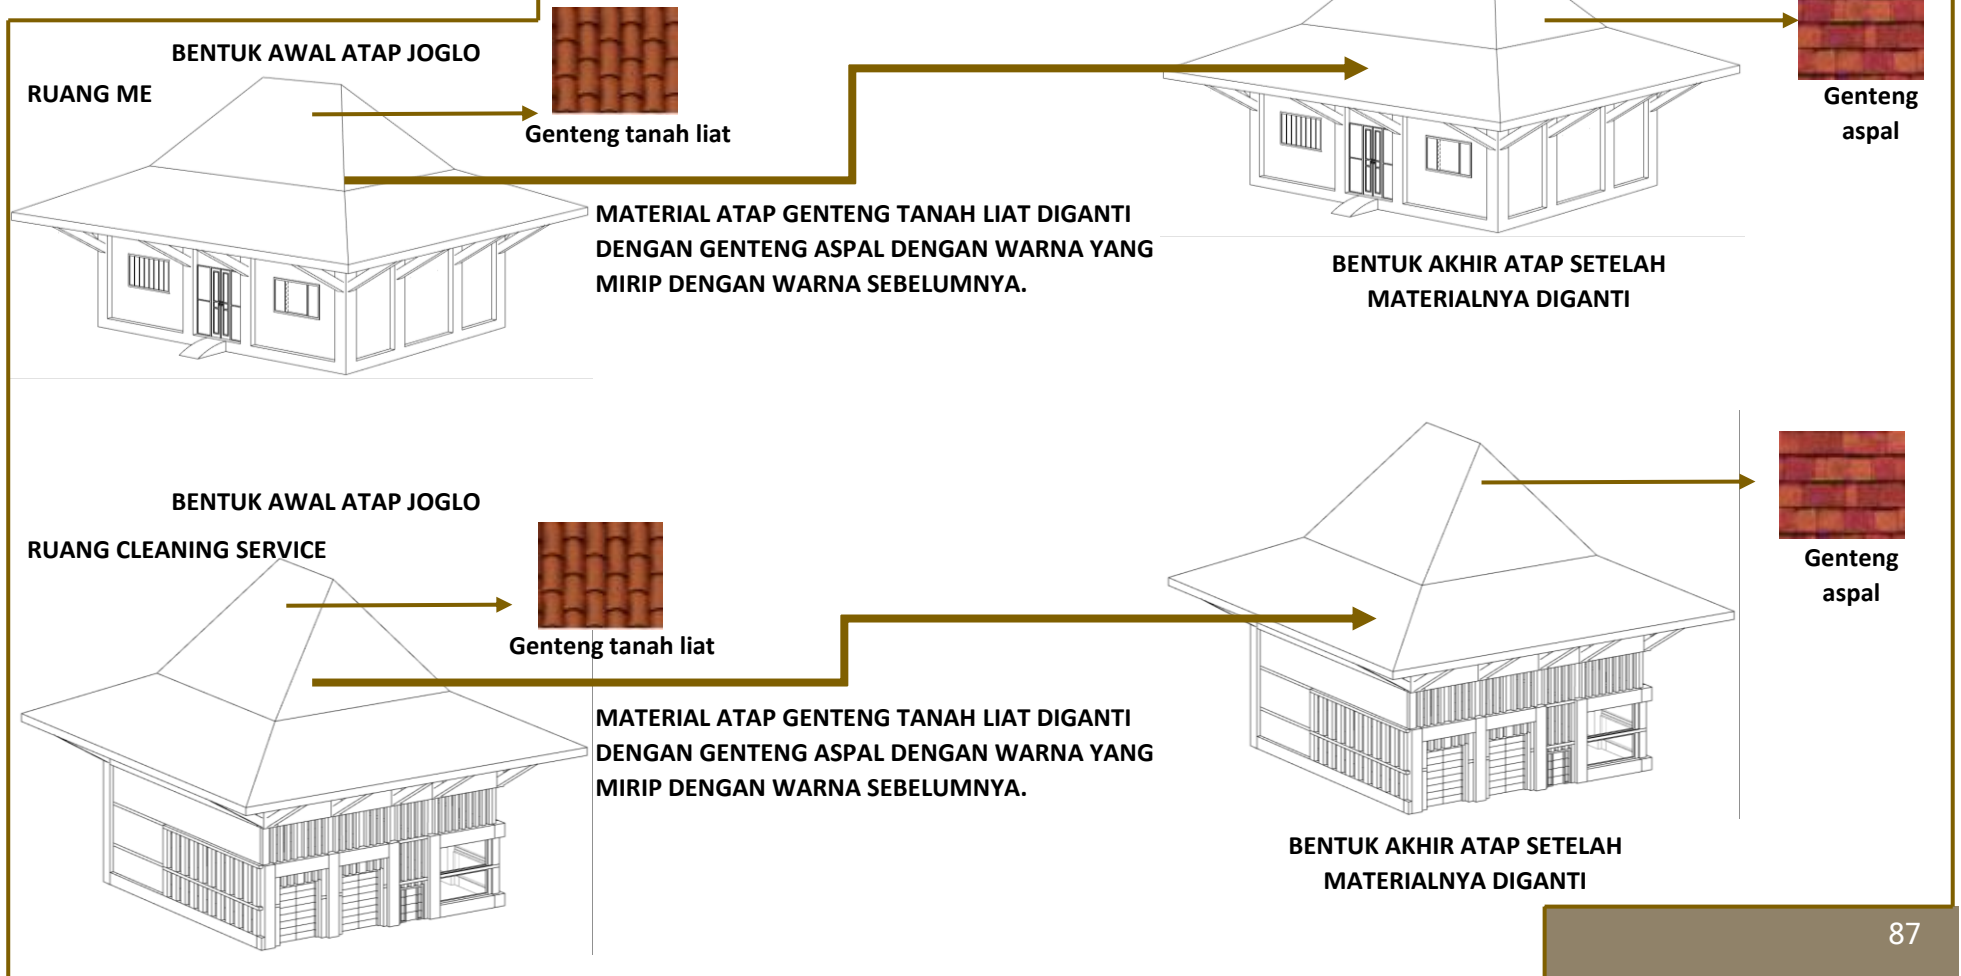 BENTUK AWAL ATAP JOGLO
RUANG ME
Genteng tanah liat
MATERIAL ATAP GENTENG TANAH LIAT DIGANTI
DENGAN GENTENG ASPAL DENGAN WARNA YANG
MIRIP DENGAN WARNA SEBELUMNYA.
Genteng
aspal
BENTUK AKHIR ATAP SETELAH
MATERIALNYA DIGANTI
BENTUK AWAL ATAP JOGLO
RUANG CLEANING SERVICE
Genteng tanah liat
MATERIAL ATAP GENTENG TANAH LIAT DIGANTI
DENGAN GENTENG ASPAL DENGAN WARNA YANG
MIRIP DENGAN WARNA SEBELUMNYA.
Genteng
aspal
BENTUK AKHIR ATAP SETELAH
MATERIALNYA DIGANTI
87